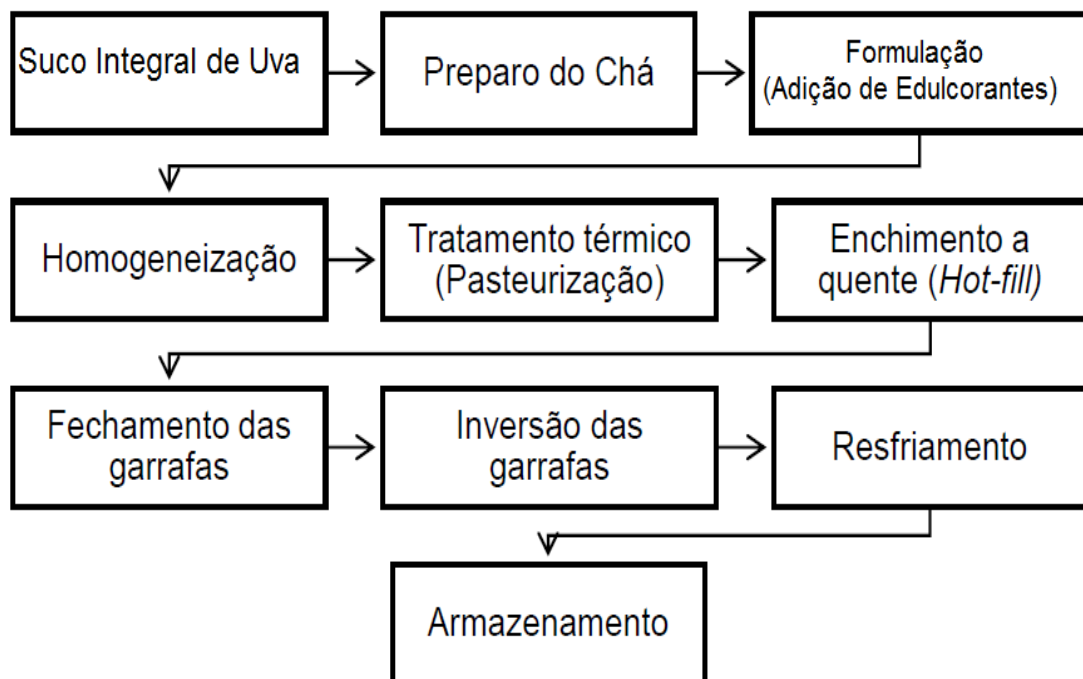 Suco Integral de Uva
Preparo do Chá
Formulação
(Adição de Edulcorantes)
Homogeneização
Tratamento térmico
(Pasteurização)
Enchimento a
quente (Hot-fill)
Fechamento das
garrafas
Inversão das
garrafas
Resfriamento
Armazenamento